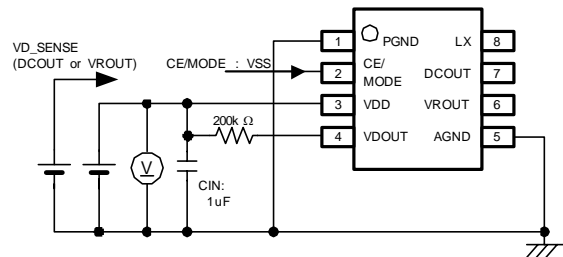 VD_SENSE
(DCOUT or VROUT)
CE/MODE : VSS
1 PGND LX 8
2 CE/ MODE DCOUT 7
3 VDD VROUT 6
200k Ω
4 VDOUT AGND 5
V
CIN:
1uF